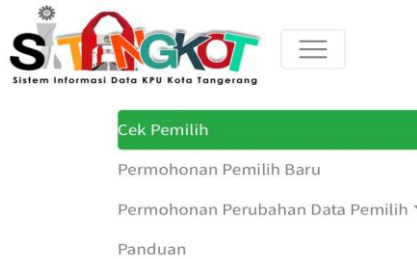 SITANGKOT
Sistem Informasi Data KPU Kota Tangerang
Cek Pemilih
Permohonan Pemilih Baru
Permohonan Perubahan Data Pemilih
Panduan